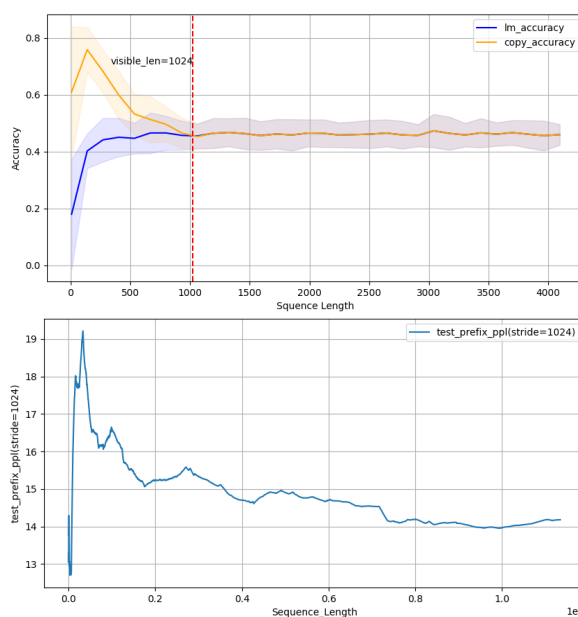 lm_accuracy
copy_accuracy
visible_len=1024
Accuracy
0.8
0.6
0.4
0.2
0.0
0 500 1000 1500 2000 2500 3000 3500 4000
Squence Length
test_prefix_ppl(stride=1024)
test_prefix_ppl(stride=1024)
19
18
17
16
15
14
13
0.0 0.2 0.4 0.6 0.8 1.0
Sequence_Length